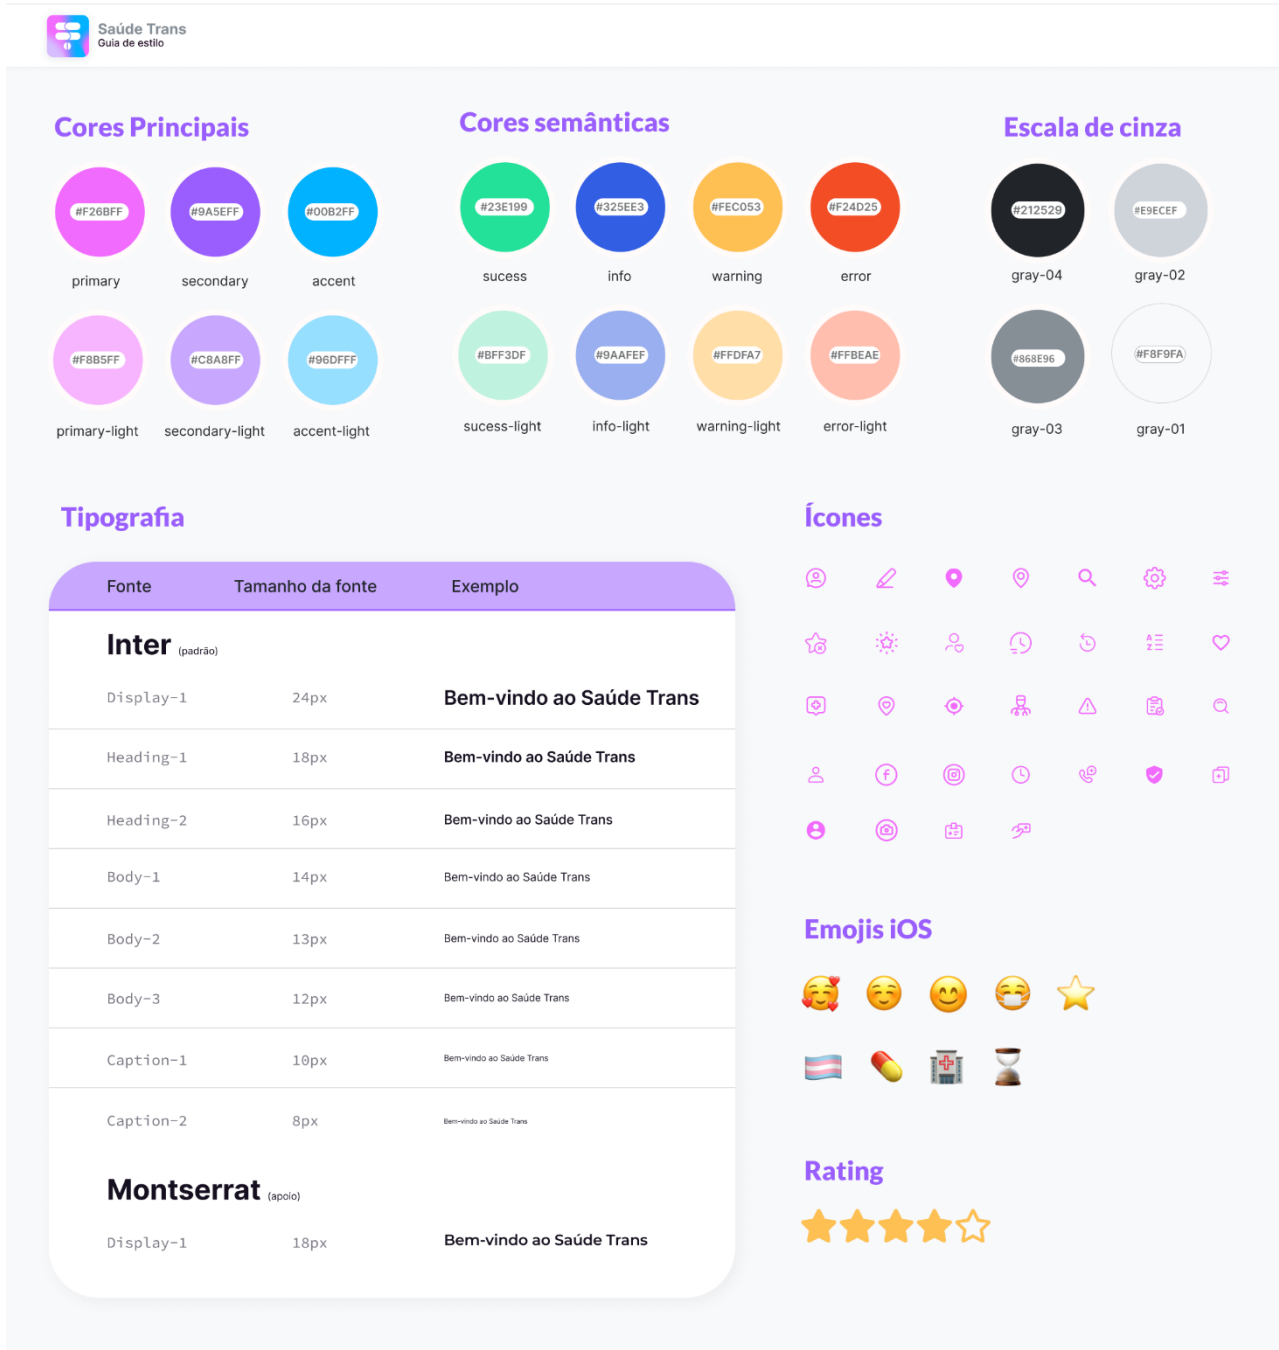 Saúde Trans
Guia de estilo
Cores Principais
#F26BFF
#9A5EFF
#00B2FF
primary
secondary
accent
#F8B5FF
#C8A8FF
#96DFFF
primary-light
secondary-light
accent-light
Cores semânticas
#23E199
#325EE3
#FEC053
#F24D25
sucess
info
warning
error
#BFF3DF
#9AAFEF
#FFDFA7
#FFBEAE
sucess-light
info-light
warning-light
error-light
Escala de cinza
#212529
#E9ECEF
gray-04
gray-02
#868E96
#F8F9FA
gray-03
gray-01
Tipografia
Fonte Tamanho da fonte Exemplo
Inter (padrão)
Display-1 24px Bem-vindo ao Saúde Trans
Heading-1 18px Bem-vindo ao Saúde Trans
Heading-2 16px Bem-vindo ao Saúde Trans
Body-1 14px Bem-vindo ao Saúde Trans
Body-2 13px Bem-vindo ao Saúde Trans
Body-3 12px Bem-vindo ao Saúde Trans
Caption-1 10px Bem-vindo ao Saúde Trans
Caption-2 8px Bem-vindo ao Saúde Trans
Montserrat (apoio)
Display-1 18px Bem-vindo ao Saúde Trans
Ícones
Emojis iOS
Rating